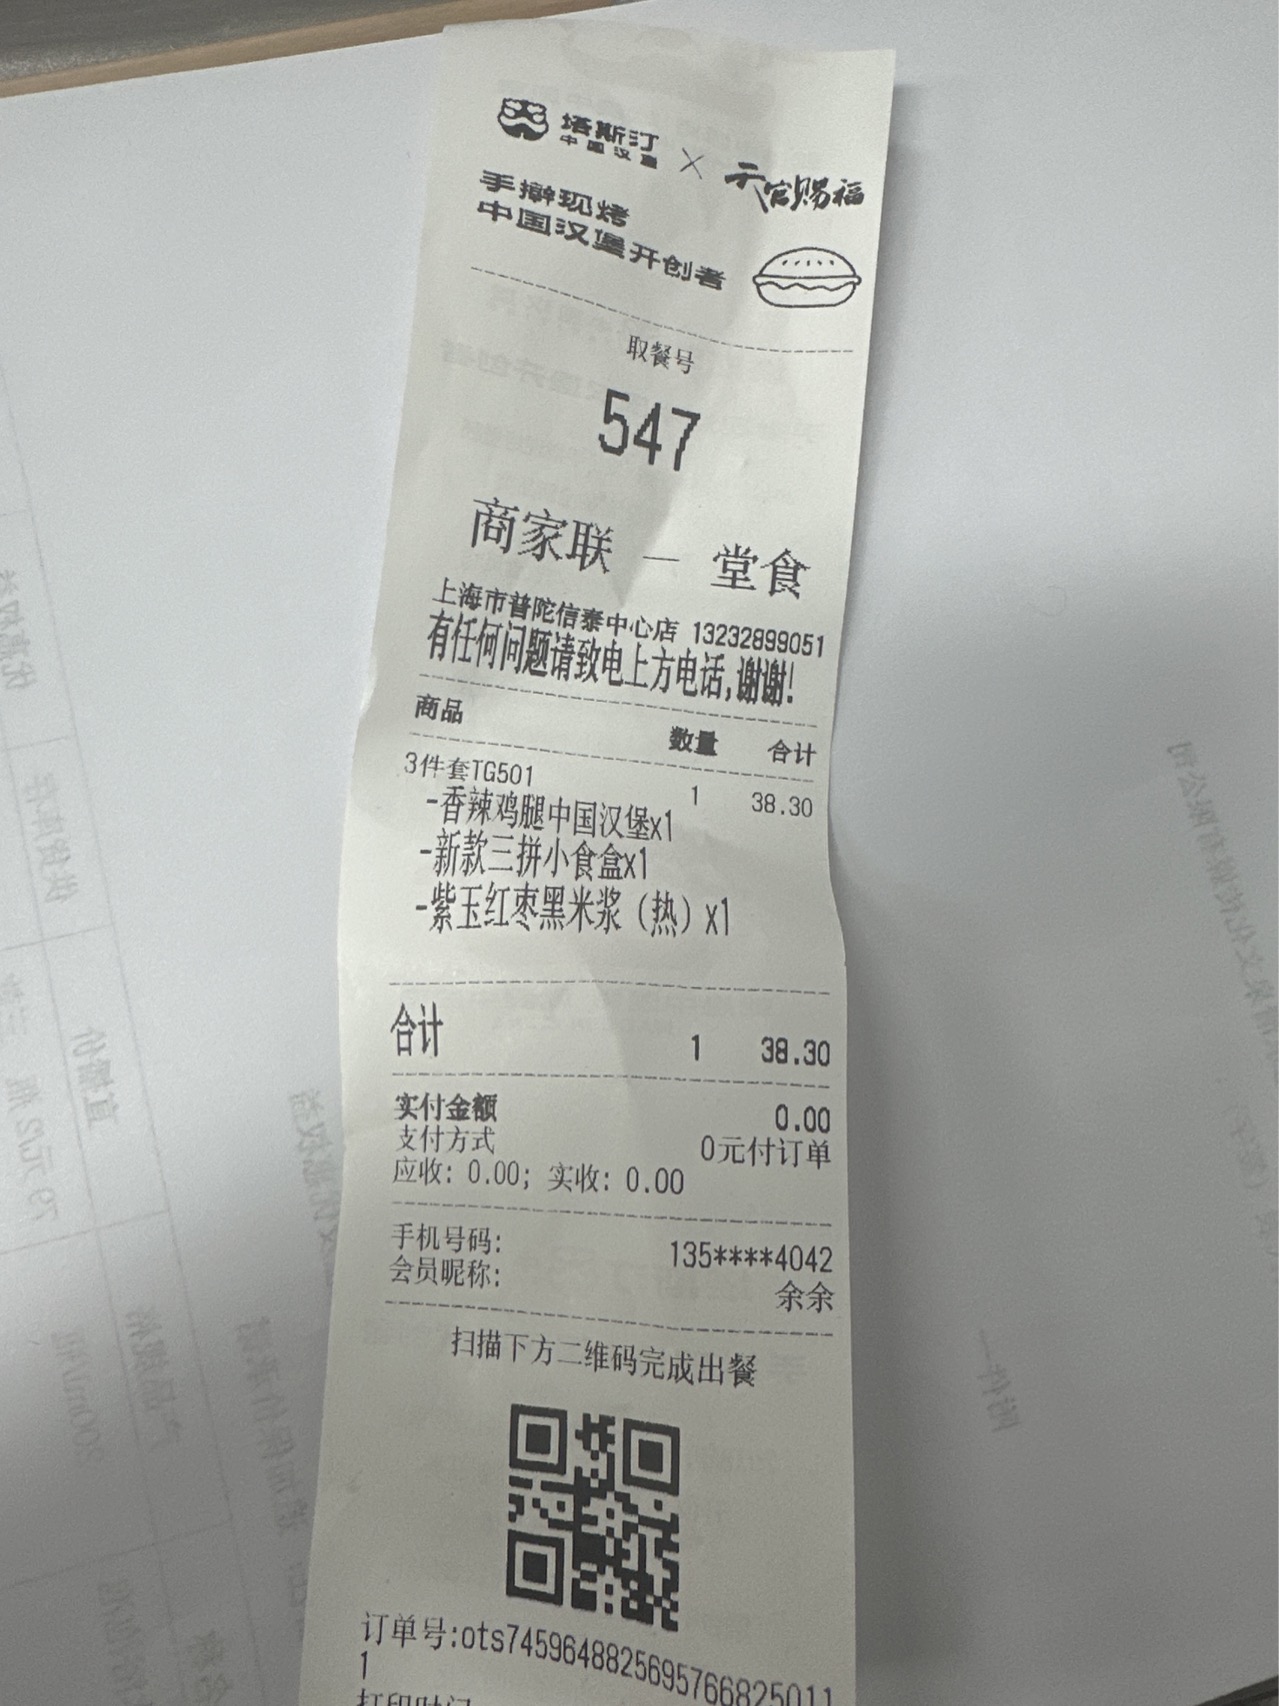 塔斯汀
中国汉堡
×
天官赐福
手擀现烤
中国汉堡开创者
取餐号
547
商家联 — 堂食
上海市普陀信泰中心店 13232899051
有任何问题请致电上方电话,谢谢!
商品 数量 合计
3件套TG501 1 38.30
-香辣鸡腿中国汉堡x1
-新款三拼小食盒x1
-紫玉红枣黑米浆（热）x1
合计 1 38.30
实付金额 0.00
支付方式 0元付订单
应收: 0.00; 实收: 0.00
手机号码: 135****4042
会员昵称: 余余
扫描下方二维码完成出餐
订单号:ots74596488256957668250​11
1
打印时间